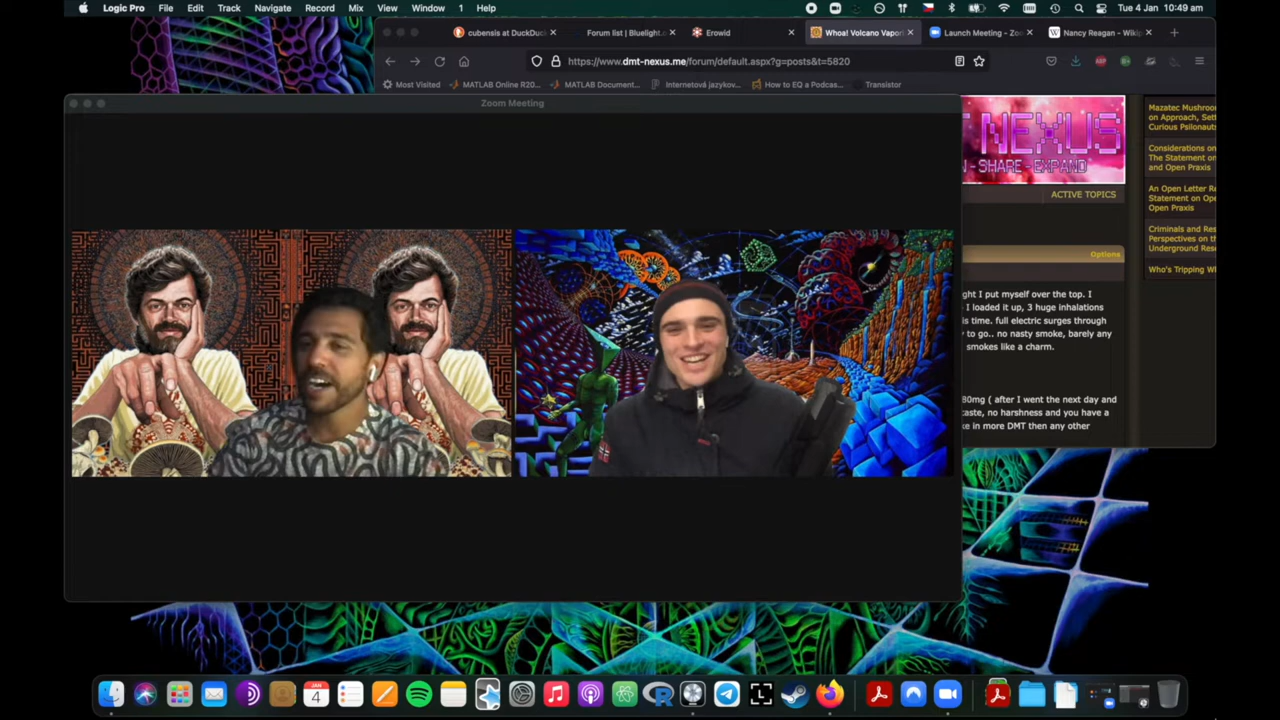 Logic Pro File Edit Track Navigate Record Mix View Window 1 Help Tue 4 Jan 10:49 am
cubensis at DuckDuc Forum list | Bluelight. Erowid Whoa! Volcano Vapori Launch Meeting - Zoo Nancy Reagan - Wikip
https://www.dmt-nexus.me/forum/default.aspx?g=posts&t=5820
Most Visited MATLAB Online R20... MATLAB Document... Internetová jazykov... How to EQ a Podcas... Translator
Zoom Meeting
NEXUS
N - SHARE - EXPAND
ACTIVE TOPICS
Options
ght I put myself over the top. I
I loaded it up, 3 huge inhalations
is time. full electric surges through
to go.. no nasty smoke, barely any
smokes like a charm.
80mg ( after I went the next day and
taste, no harshness and you have a
ke in more DMT then any other
Mazatec Mushroo
on Approach, Set
Curious Psilonaut
Considerations on
The Statement on
and Open Praxis
An Open Letter Re
Statement on Ope
Open Praxis
Criminals and Res
Perspectives on th
Underground Rese
Who's Tripping W
JAN
4
R
L